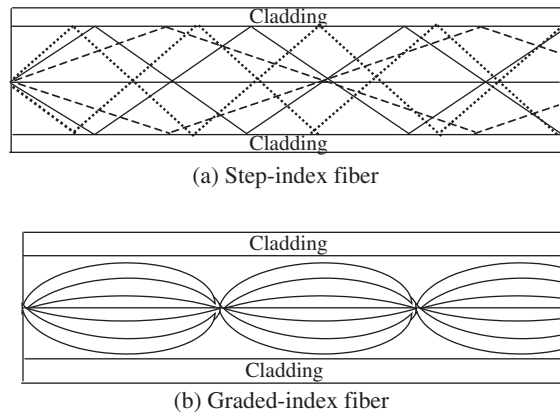 Cladding
Cladding
(a) Step-index fiber
Cladding
Cladding
(b) Graded-index fiber